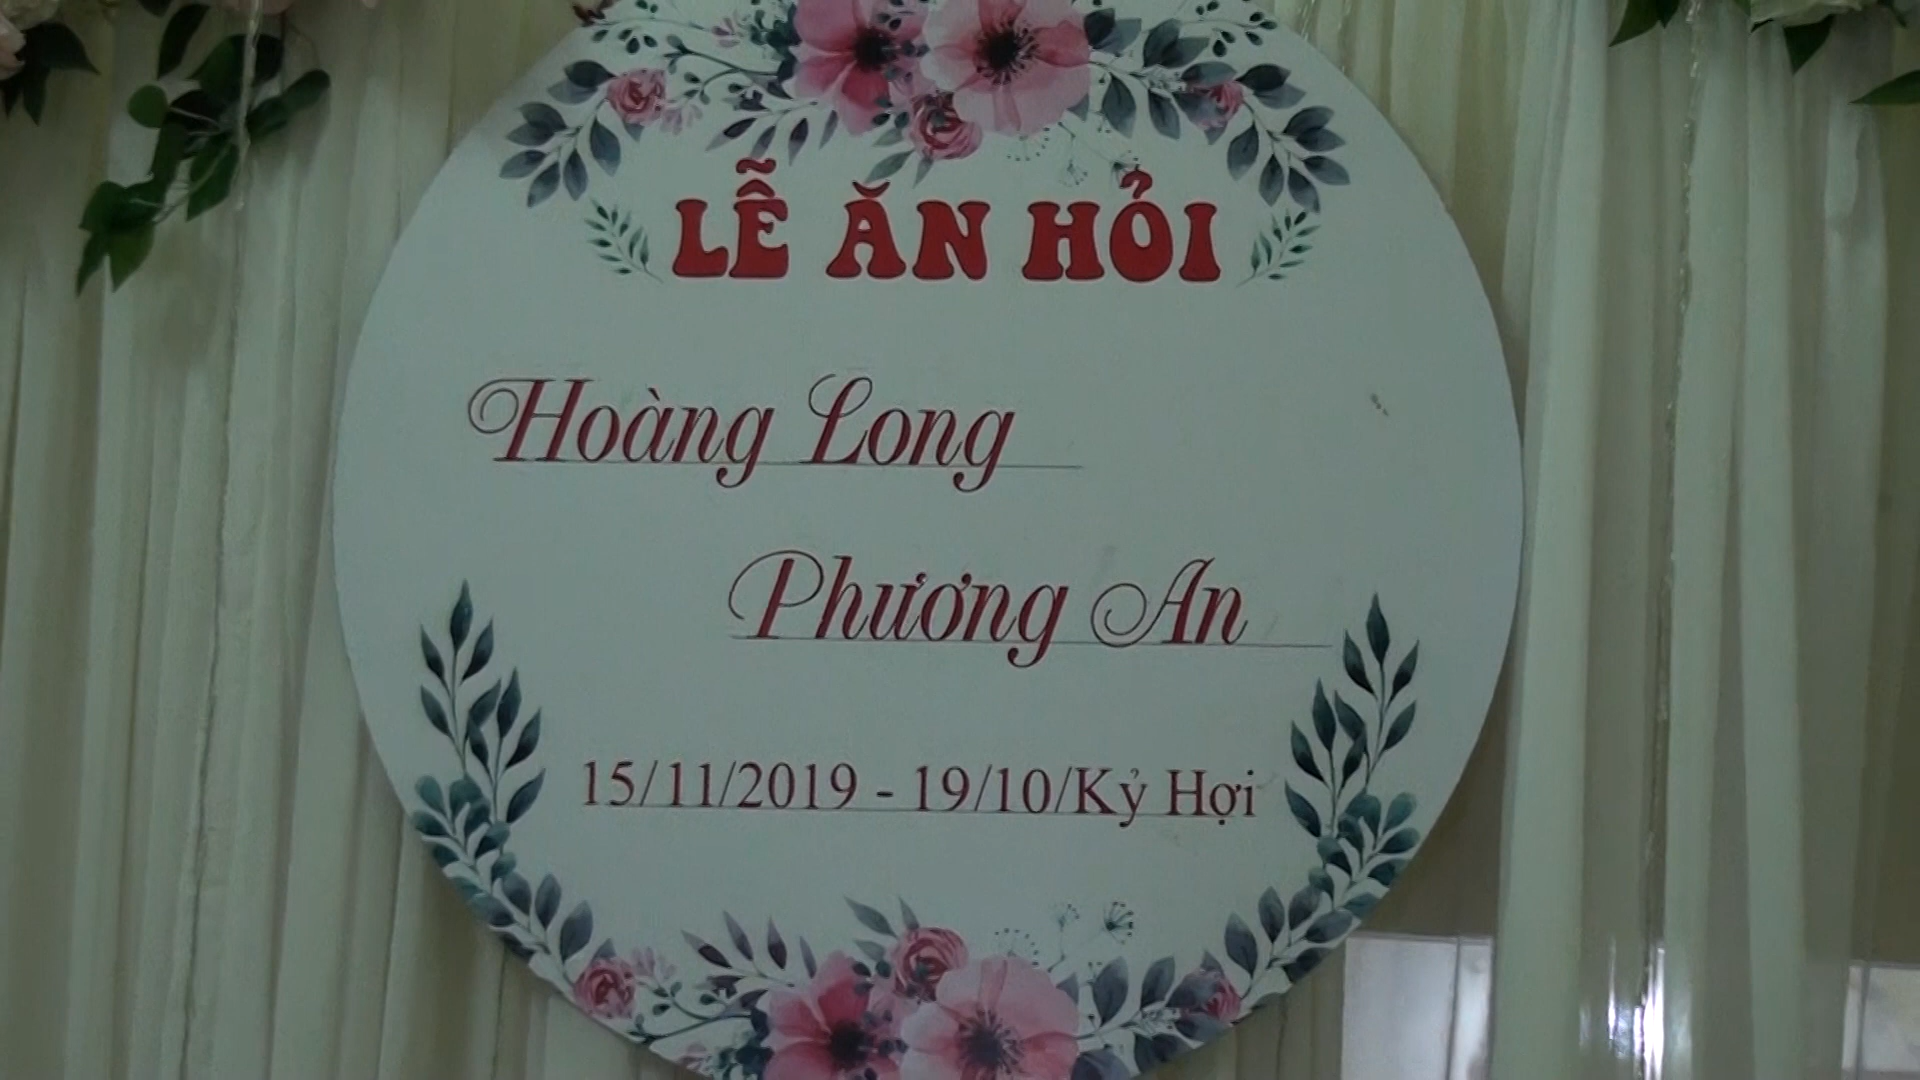 LỄ ĂN HỎI
Hoàng Long
Phương An
15/11/2019 - 19/10/Kỷ Hợi